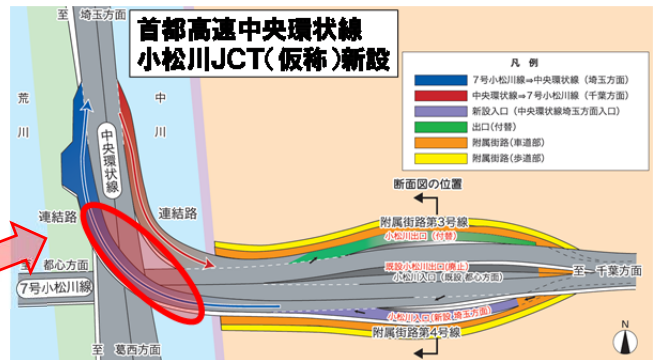 至 埼玉方面
首都高速中央環状線
小松川JCT(仮称)新設
凡 例
7号小松川線⇒中央環状線(埼玉方面)
中央環状線⇒7号小松川線(千葉方面)
新設入口(中央環状線埼玉方面入口)
出口(付替)
附属街路(車道部)
附属街路(歩道部)
荒川
中川
中央環状線
連結路
連結路
断面図の位置
附属街路第3号線
小松川出口(付替)
至 都心方面
7号小松川線
既設小松川出口(廃止)
小松川入口(既設 都心方面)
至 千葉方面
小松川入口(新設 埼玉方面)
附属街路第4号線
至 葛西方面
N